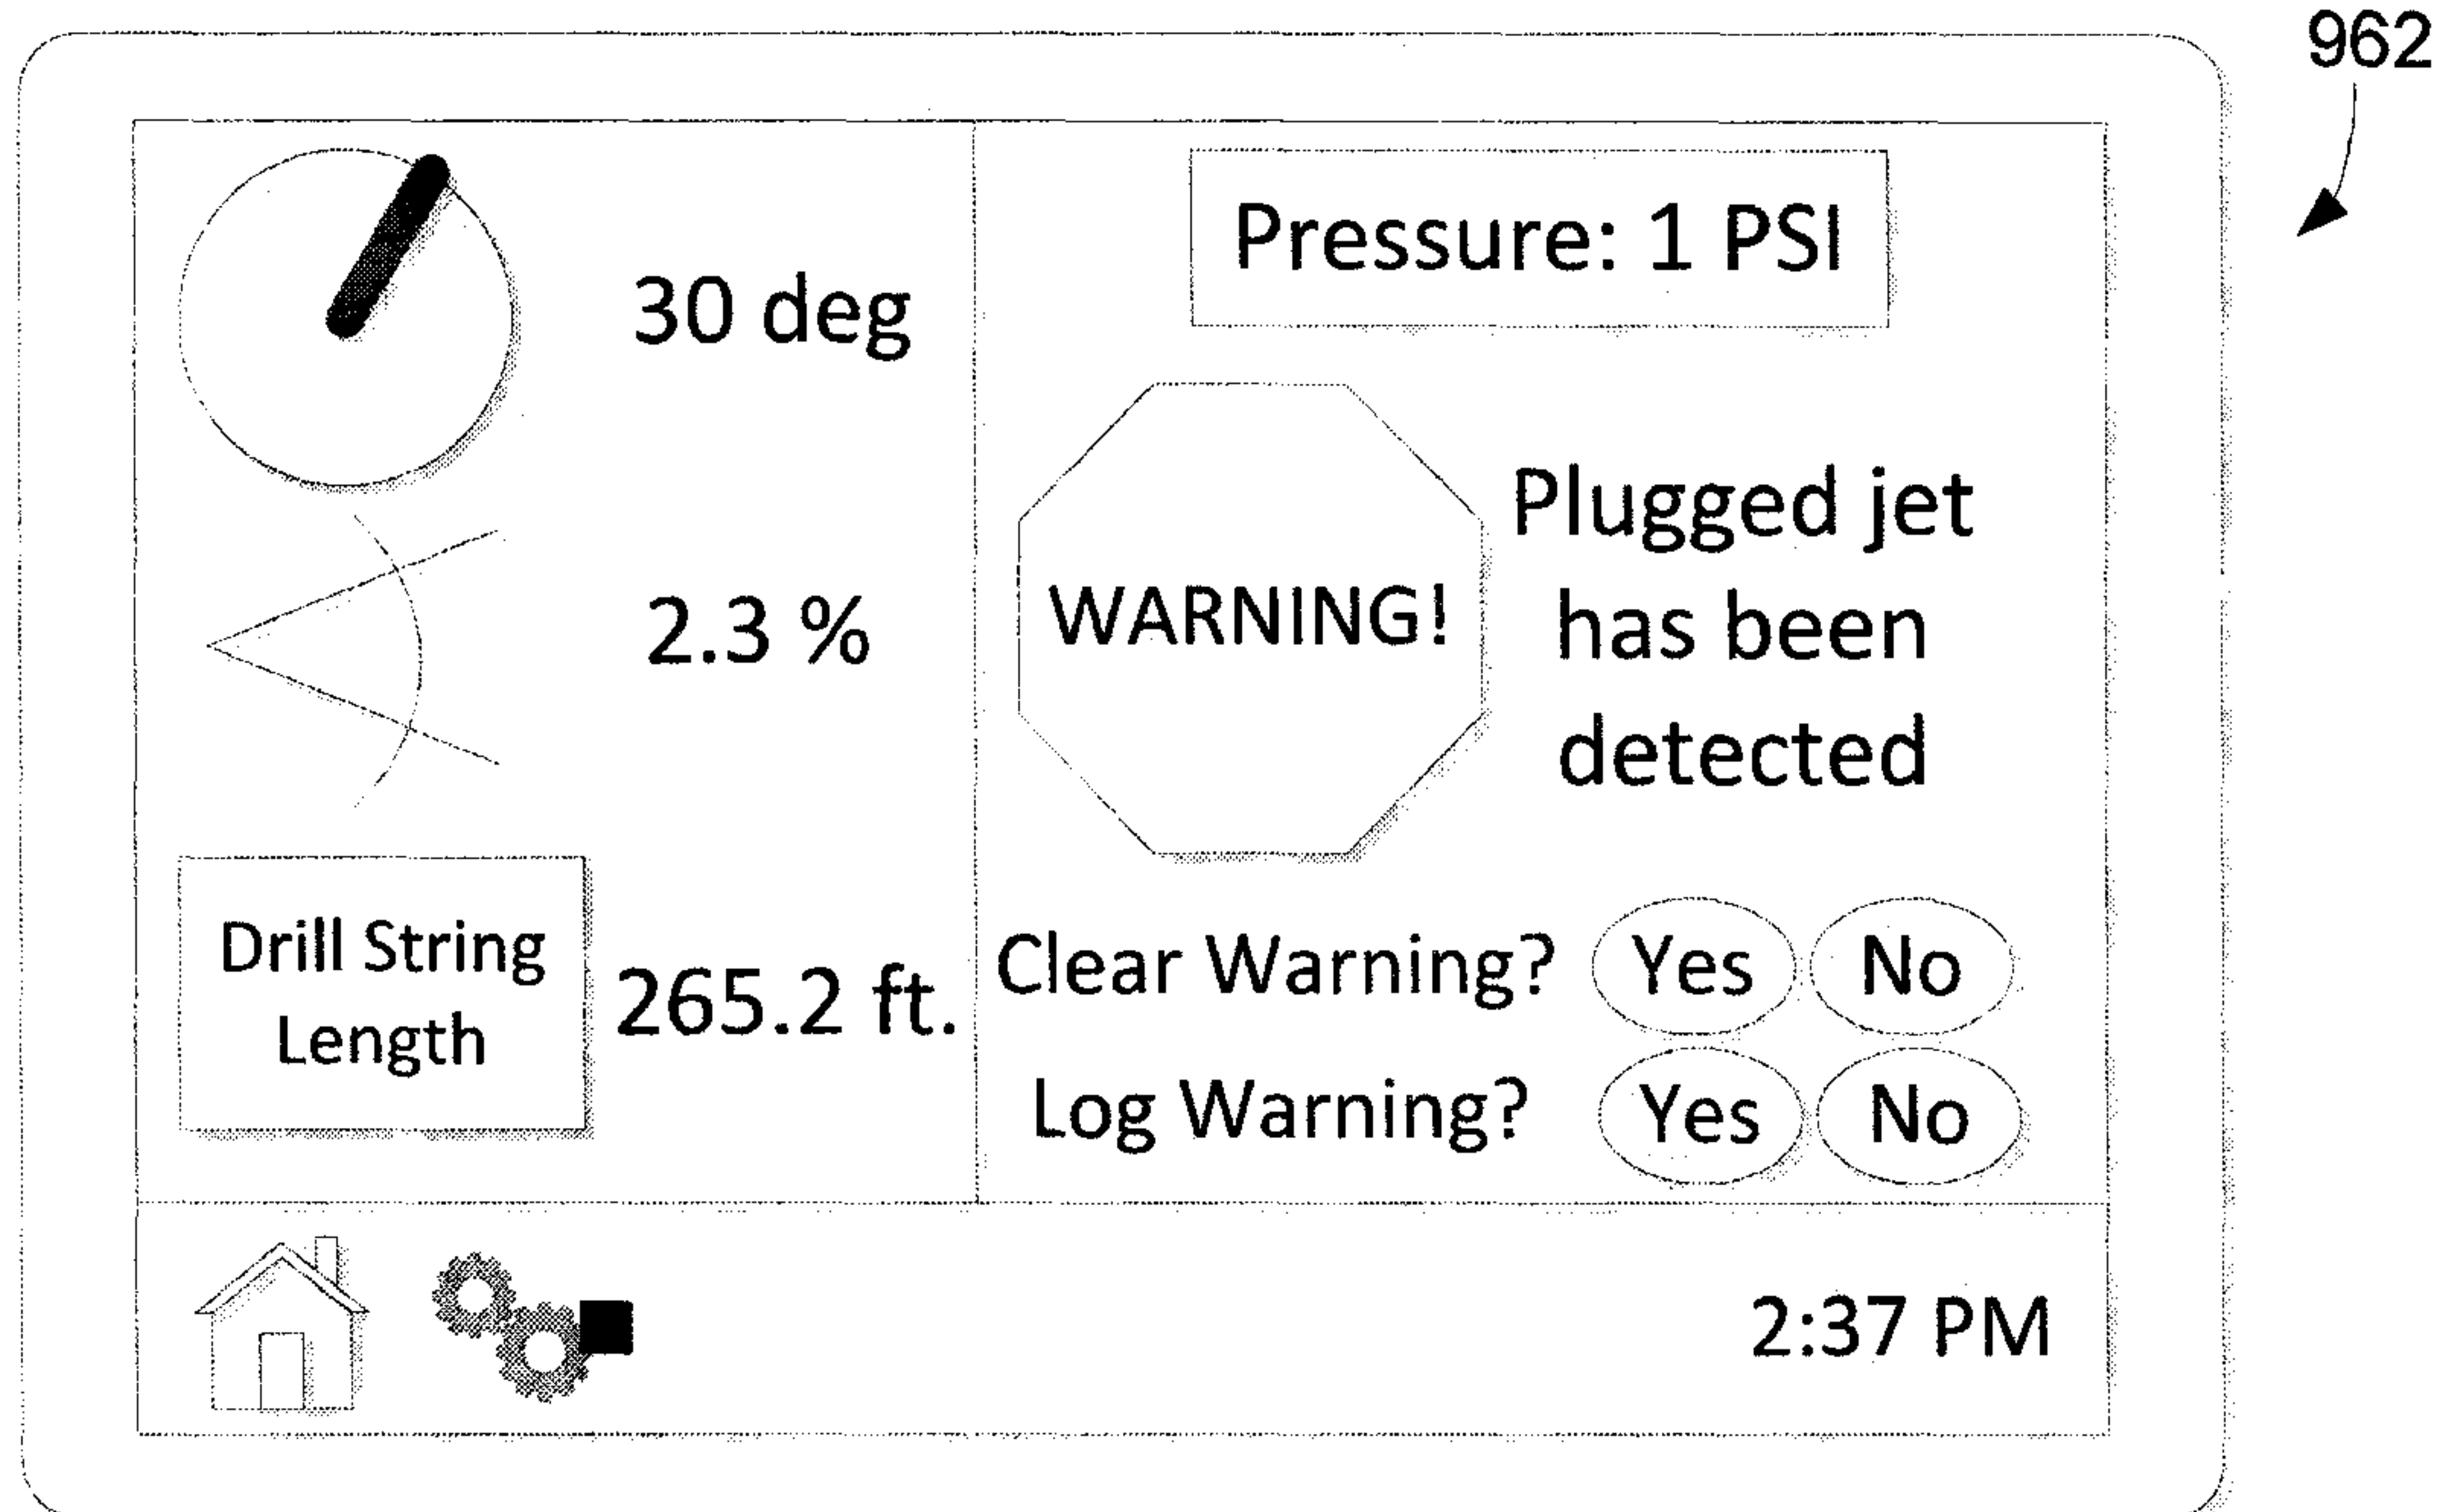 962
30 deg
2.3 %
Drill String
Length
265.2 ft.
Pressure: 1 PSI
WARNING!
Plugged jet
has been
detected
Clear Warning? Yes No
Log Warning? Yes No
2:37 PM